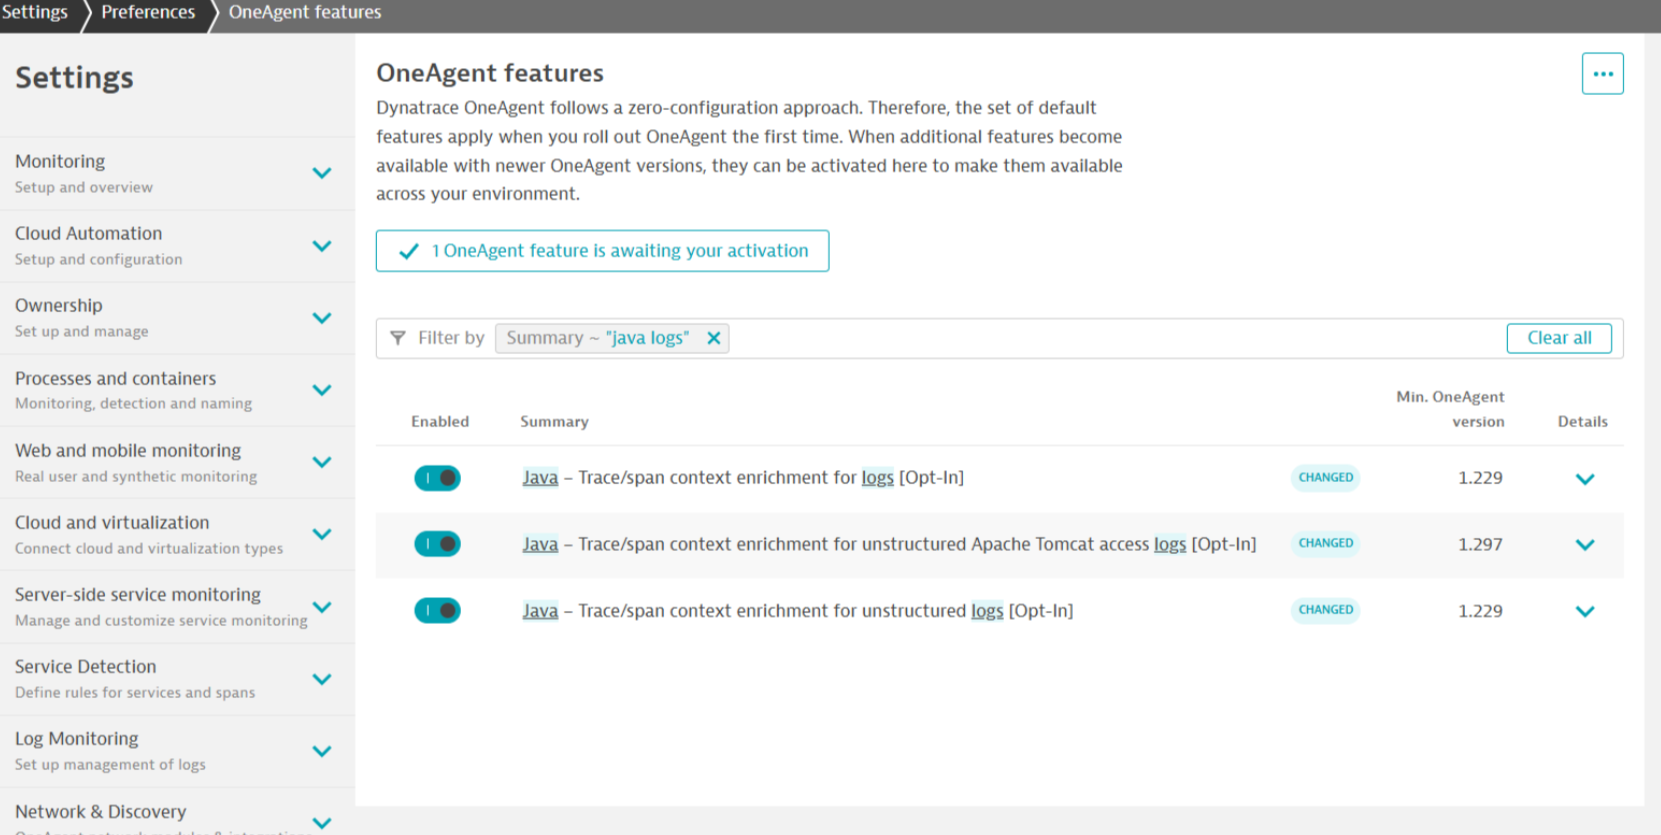 Settings
Preferences
OneAgent features
Settings
Monitoring
Setup and overview
Cloud Automation
Setup and configuration
Ownership
Set up and manage
Processes and containers
Monitoring, detection and naming
Web and mobile monitoring
Real user and synthetic monitoring
Cloud and virtualization
Connect cloud and virtualization types
Server-side service monitoring
Manage and customize service monitoring
Service Detection
Define rules for services and spans
Log Monitoring
Set up management of logs
Network & Discovery
OneAgent features
Dynatrace OneAgent follows a zero-configuration approach. Therefore, the set of default
features apply when you roll out OneAgent the first time. When additional features become
available with newer OneAgent versions, they can be activated here to make them available
across your environment.
1 OneAgent feature is awaiting your activation
Filter by Summary ~ "java logs" Clear all
Enabled Summary Min. OneAgent version Details
Java – Trace/span context enrichment for logs [Opt-In] CHANGED 1.229
Java – Trace/span context enrichment for unstructured Apache Tomcat access logs [Opt-In] CHANGED 1.297
Java – Trace/span context enrichment for unstructured logs [Opt-In] CHANGED 1.229